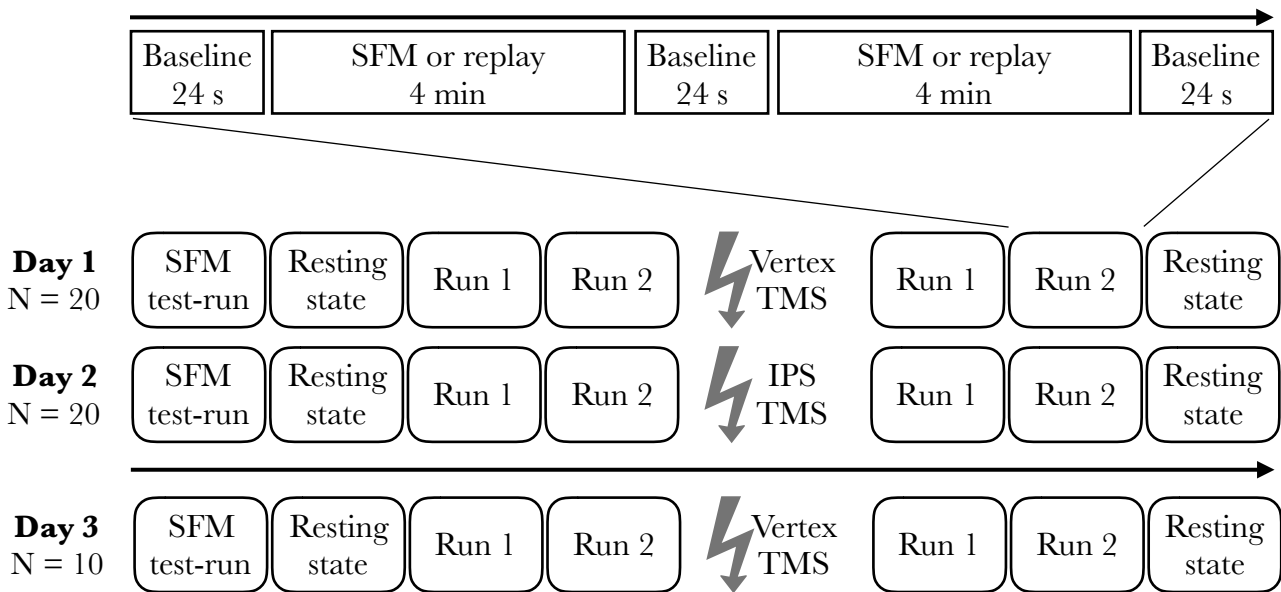 Baseline
24 s
SFM or replay
4 min
Baseline
24 s
SFM or replay
4 min
Baseline
24 s
Day 1
N = 20
SFM
test-run
Resting
state
Run 1
Run 2
Vertex
TMS
Run 1
Run 2
Resting
state
Day 2
N = 20
SFM
test-run
Resting
state
Run 1
Run 2
IPS
TMS
Run 1
Run 2
Resting
state
Day 3
N = 10
SFM
test-run
Resting
state
Run 1
Run 2
Vertex
TMS
Run 1
Run 2
Resting
state